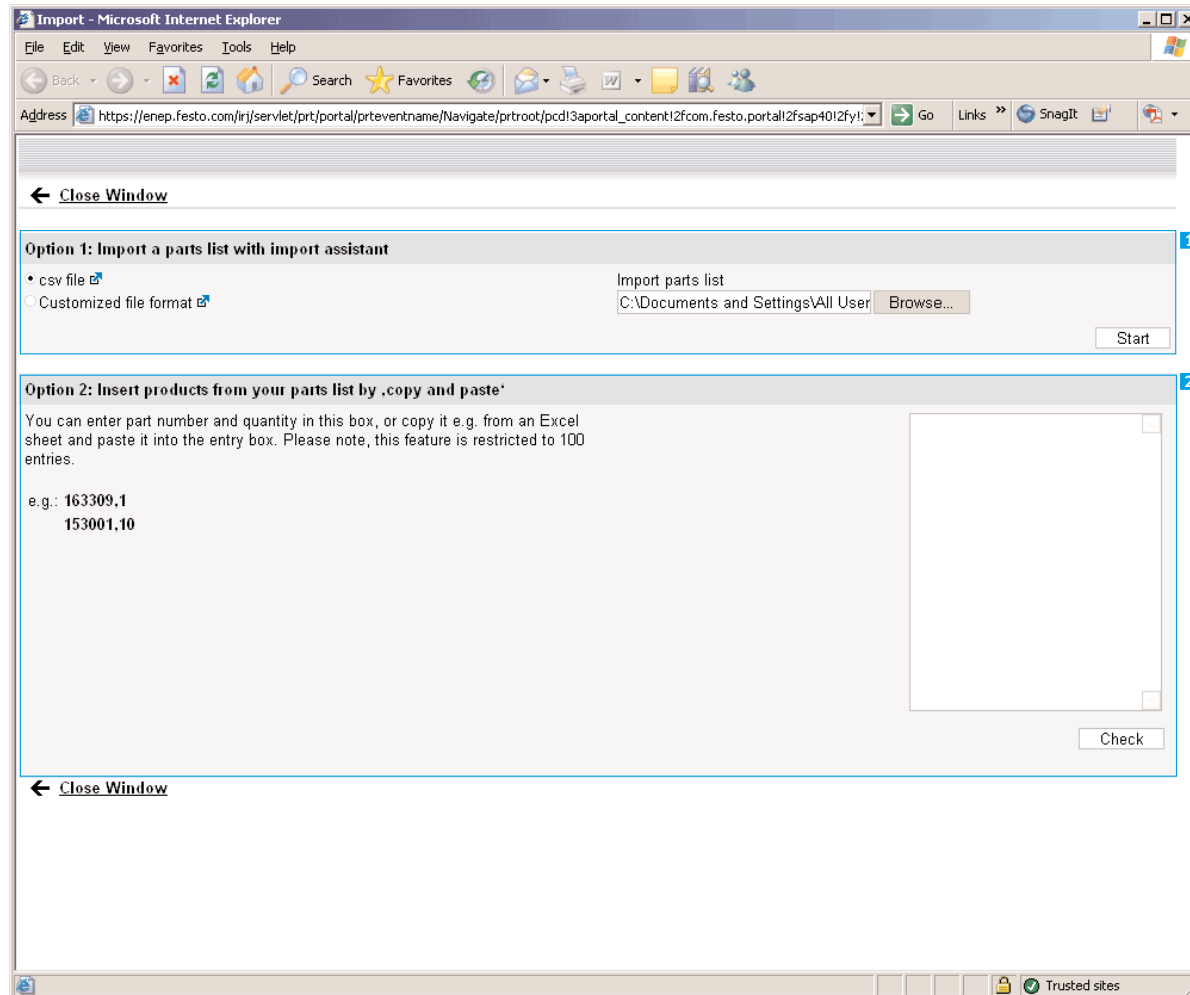 Import - Microsoft Internet Explorer
File Edit View Favorites Tools Help
Back Search Favorites
Address https://enep.festo.com/irj/servlet/prt/portal/prteventname/Navigate/prtroot/pcd!3aportal_content!2fcom.festo.portal!2fsap40!2fy!2 Go Links » SnagIt
Close Window
Option 1: Import a parts list with import assistant
1
csv file
Import parts list
Customized file format
C:\Documents and Settings\All User Browse...
Start
Option 2: Insert products from your parts list by ‚copy and paste‘
2
You can enter part number and quantity in this box, or copy it e.g. from an Excel
sheet and paste it into the entry box. Please note, this feature is restricted to 100
entries.
e.g.: 163309,1
153001,10
Check
Close Window
Trusted sites